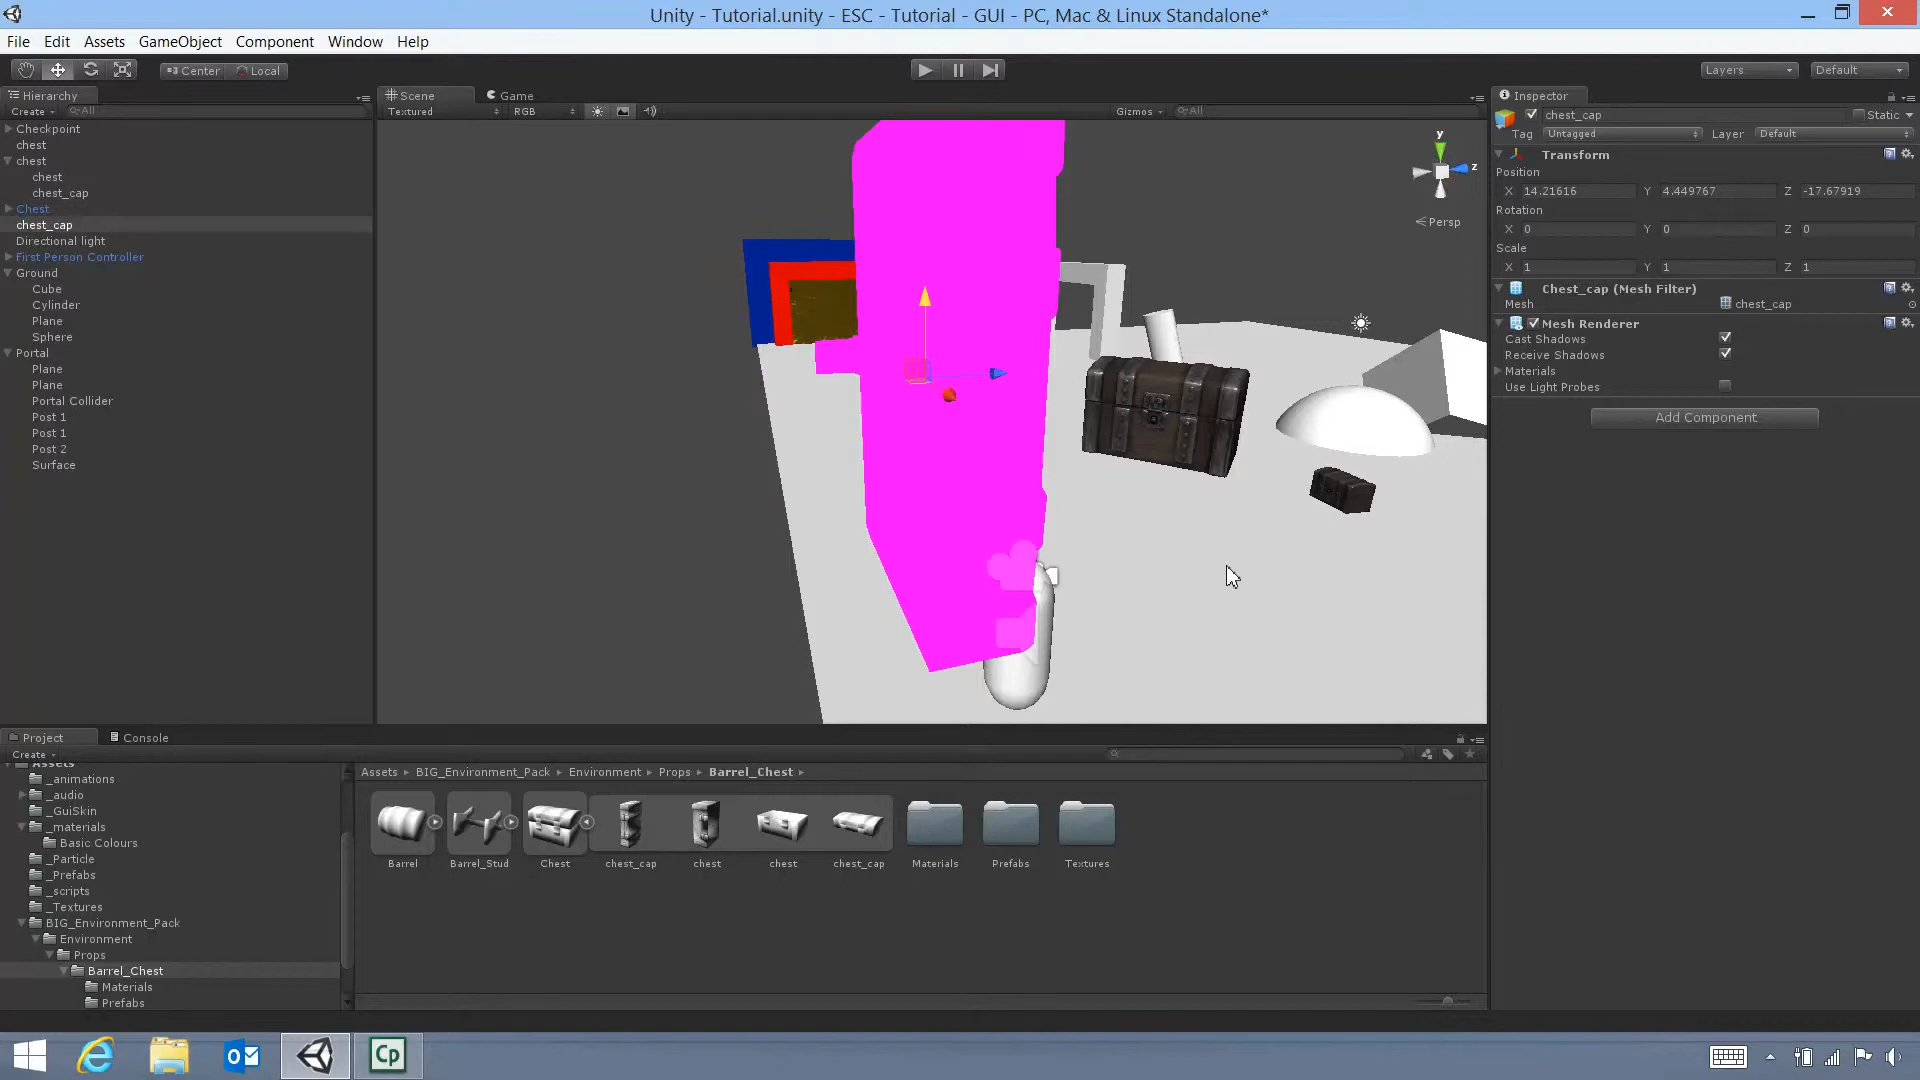 Unity - Tutorial.unity - ESC - Tutorial - GUI - PC, Mac & Linux Standalone*
File Edit Assets GameObject Component Window Help
Center Local
Layers Default
Hierarchy
Create All
Checkpoint
chest
chest
chest
chest_cap
Chest
chest_cap
Directional light
First Person Controller
Ground
Cube
Cylinder
Plane
Sphere
Portal
Plane
Plane
Portal Collider
Post 1
Post 1
Post 2
Surface
Scene Game
Textured RGB Gizmos All
y
z
Persp
Inspector
chest_cap Static
Tag Untagged Layer Default
Transform
Position
X 14.21616 Y 4.449767 Z -17.67919
Rotation
X 0 Y 0 Z 0
Scale
X 1 Y 1 Z 1
Chest_cap (Mesh Filter)
Mesh chest_cap
Mesh Renderer
Cast Shadows
Receive Shadows
Materials
Use Light Probes
Add Component
Project Console
Create
Assets
_animations
_audio
_GuiSkin
_materials
Basic Colours
_Particle
_Prefabs
_scripts
_Textures
BIG_Environment_Pack
Environment
Props
Barrel_Chest
Materials
Prefabs
Assets BIG_Environment_Pack Environment Props Barrel_Chest
Barrel Barrel_Stud Chest chest_cap chest chest chest_cap Materials Prefabs Textures
Cp